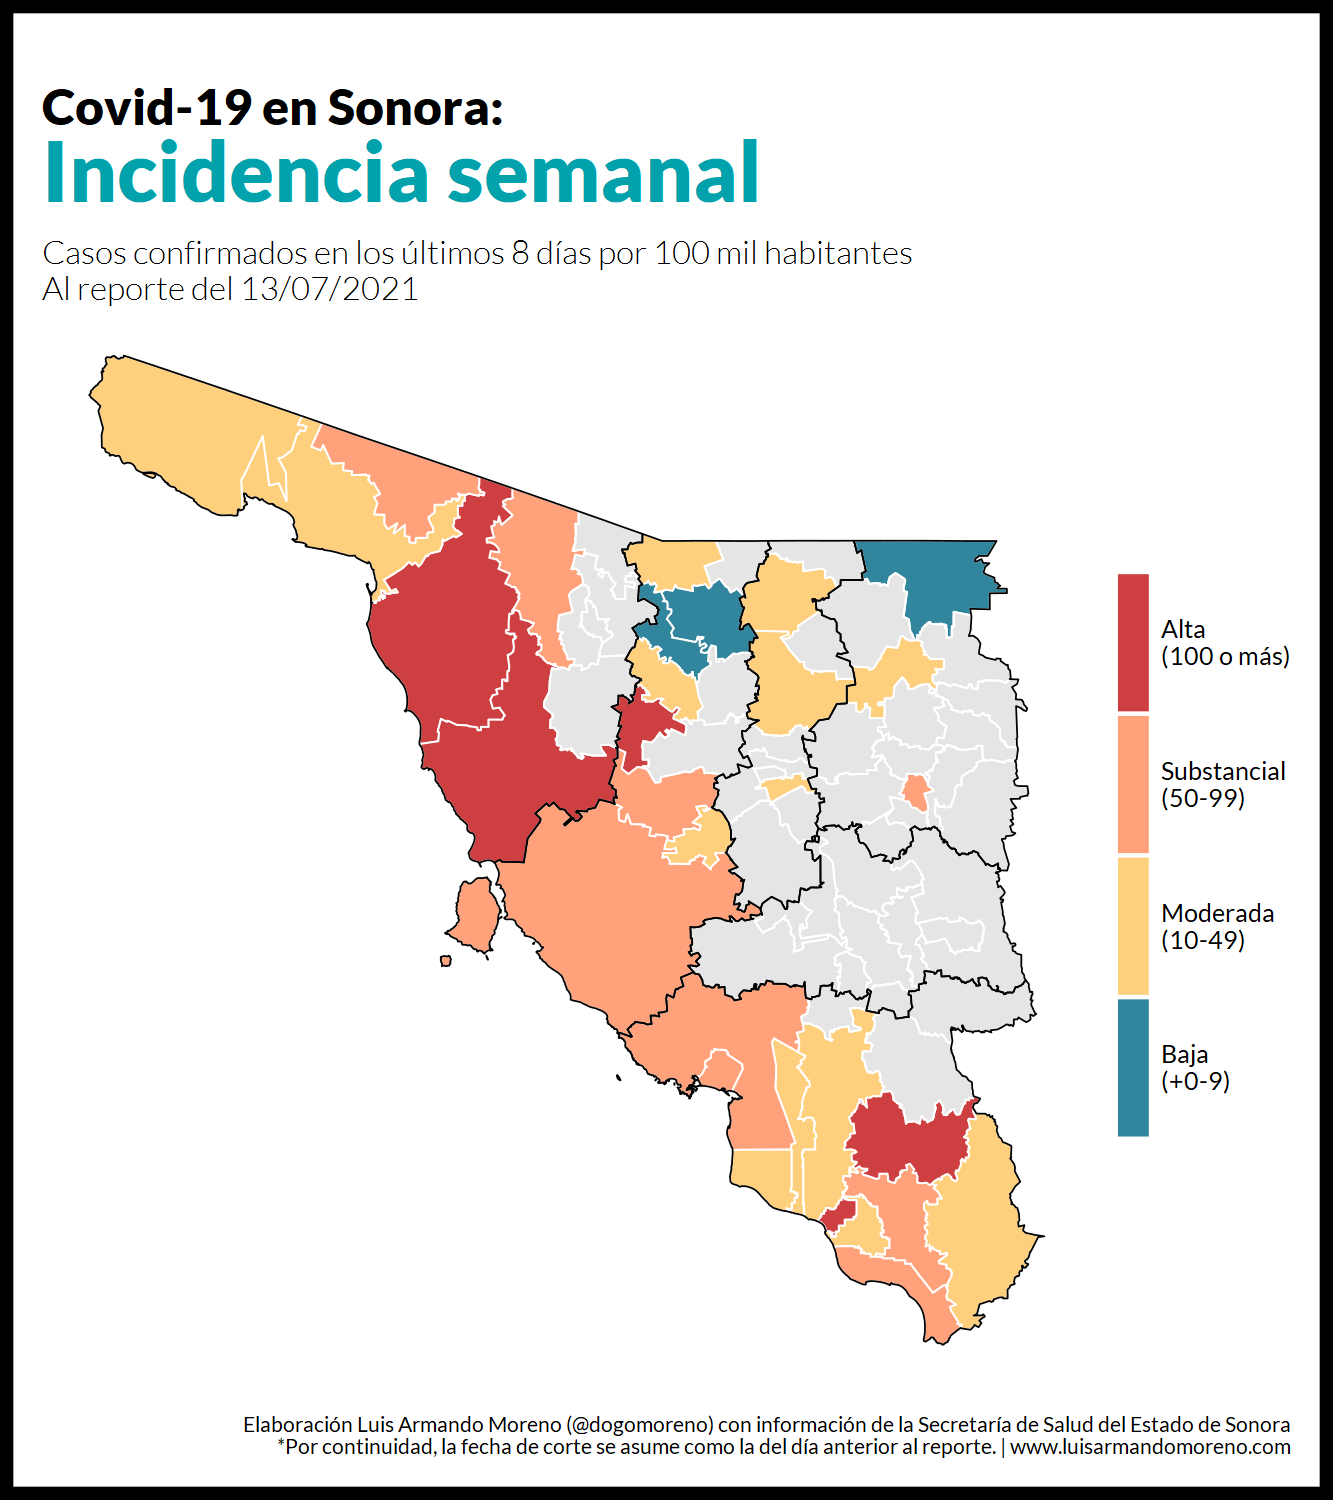 Covid-19 en Sonora:
Incidencia semanal
Casos confirmados en los últimos 8 días por 100 mil habitantes
Al reporte del 13/07/2021
Alta
(100 o más)
Substancial
(50-99)
Moderada
(10-49)
Baja
(+0-9)
Elaboración Luis Armando Moreno (@dogomoreno) con información de la Secretaría de Salud del Estado de Sonora
*Por continuidad, la fecha de corte se asume como la del día anterior al reporte. | www.luisarmandomoreno.com